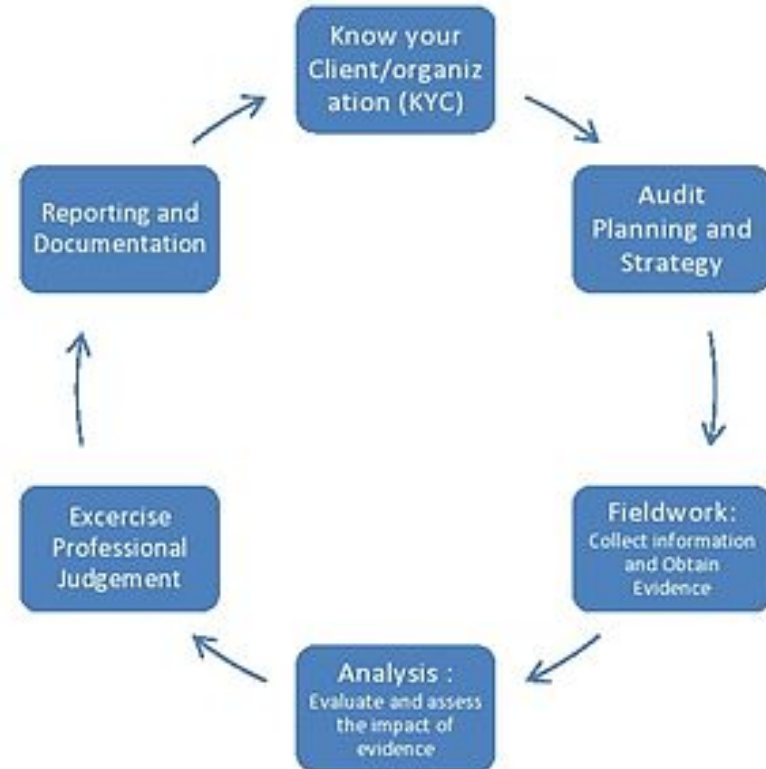 Know your
Client/organiz
ation (KYC)
Audit
Planning and
Strategy
Fieldwork:
Collect information
and Obtain
Evidence
Analysis :
Evaluate and assess
the impact of
evidence
Excercise
Professional
Judgement
Reporting and
Documentation